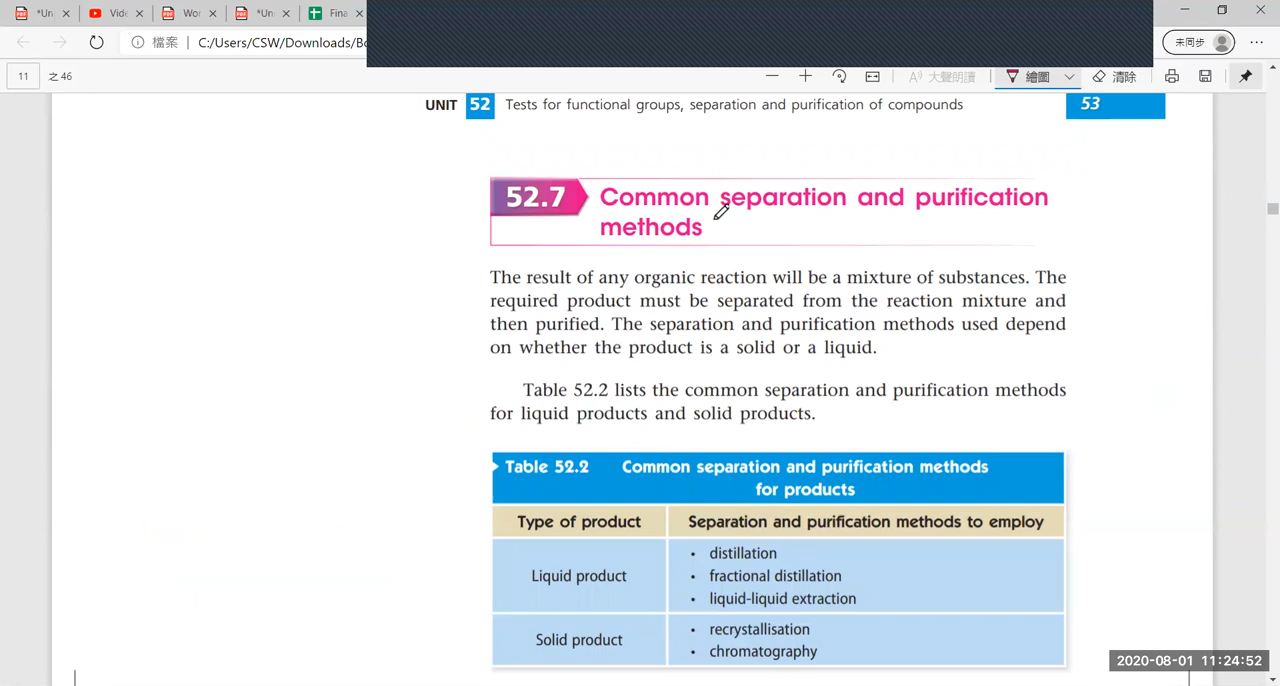 *Un
Vide
Wor
*Un
Fina
檔案 C:/Users/CSW/Downloads/Bo
未同步
11 之 46
大聲朗讀 繪圖 清除
UNIT 52 Tests for functional groups, separation and purification of compounds 53
52.7 Common separation and purification
methods
The result of any organic reaction will be a mixture of substances. The
required product must be separated from the reaction mixture and
then purified. The separation and purification methods used depend
on whether the product is a solid or a liquid.
Table 52.2 lists the common separation and purification methods
for liquid products and solid products.
Table 52.2 Common separation and purification methods
for products
Type of product Separation and purification methods to employ
Liquid product
• distillation
• fractional distillation
• liquid-liquid extraction
Solid product
• recrystallisation
• chromatography
2020-08-01 11:24:52